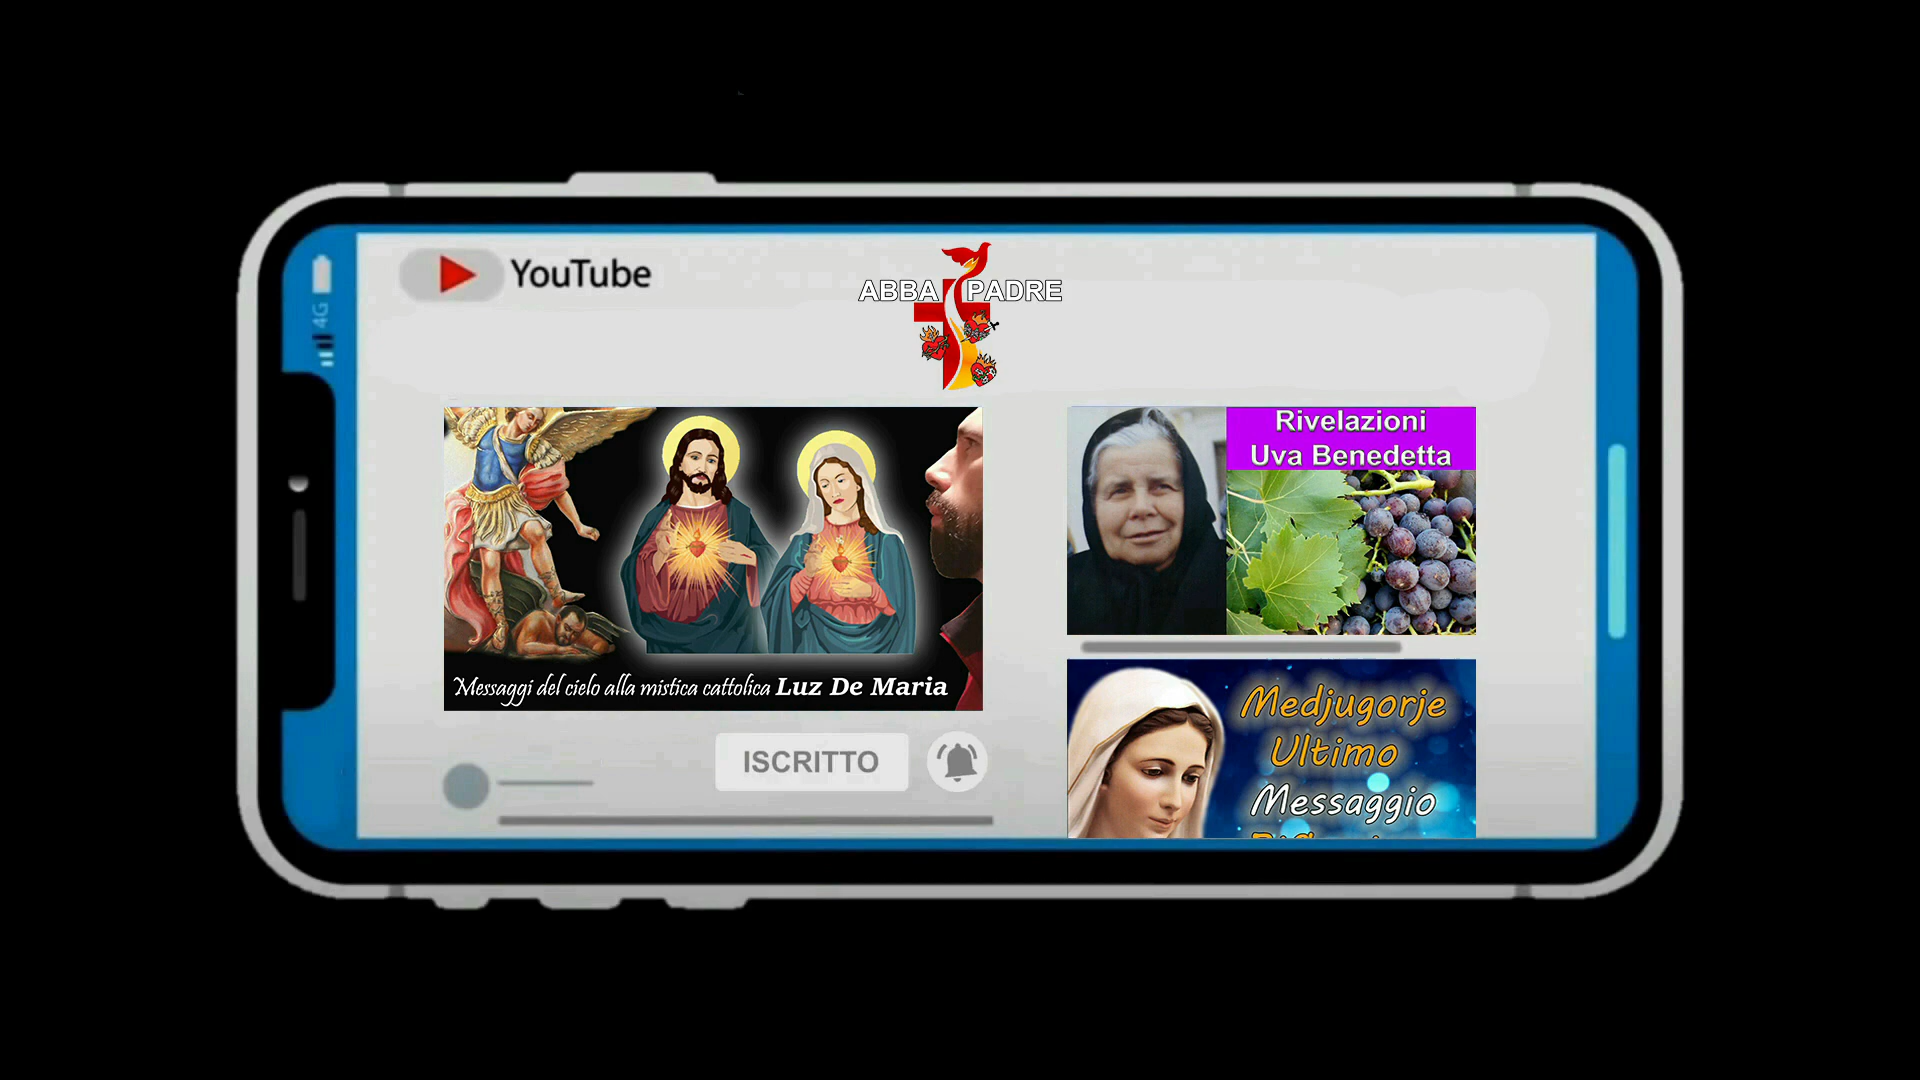 4G
YouTube
ABBA PADRE
Messaggi del cielo alla mistica cattolica Luz De Maria
ISCRITTO
Rivelazioni
Uva Benedetta
Medjugorje
Ultimo
Messaggio